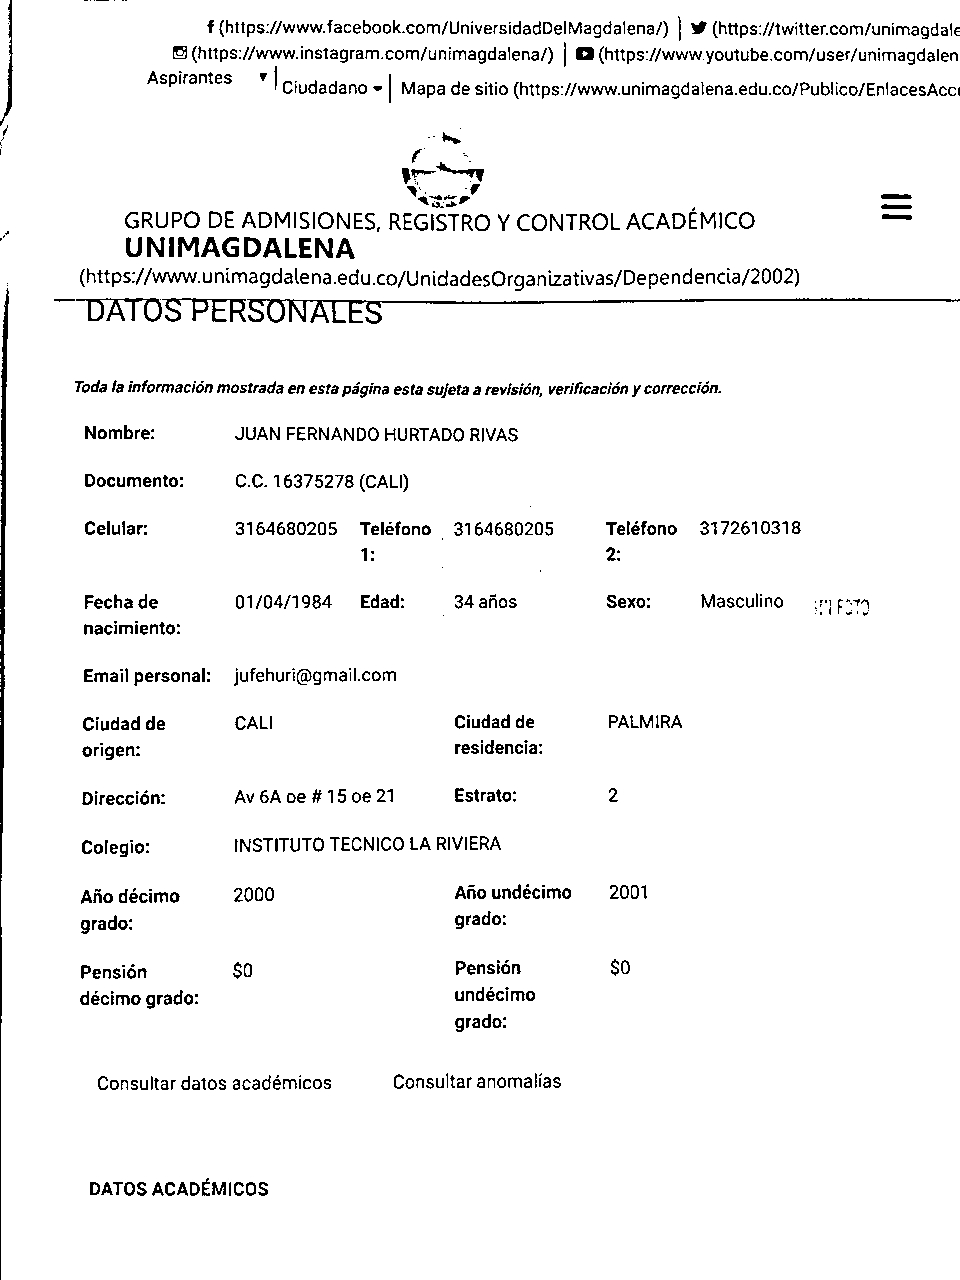 f (https://www.facebook.com/UniversidadDelMagdalena/) | (https://twitter.com/unimagdale
(https://www.instagram.com/unimagdalena/) | (https://www.youtube.com/user/unimagdalen
Aspirantes ▾ | Ciudadano ▾ | Mapa de sitio (https://www.unimagdalena.edu.co/Publico/EnlacesAcc
GRUPO DE ADMISIONES, REGISTRO Y CONTROL ACADÉMICO
UNIMAGDALENA
(https://www.unimagdalena.edu.co/UnidadesOrganizativas/Dependencia/2002)
DATOS PERSONALES
Toda la información mostrada en esta página esta sujeta a revisión, verificación y corrección.
Nombre: JUAN FERNANDO HURTADO RIVAS
Documento: C.C. 16375278 (CALI)
Celular: 3164680205 Teléfono 1: 3164680205 Teléfono 2: 3172610318
Fecha de nacimiento: 01/04/1984 Edad: 34 años Sexo: Masculino
Email personal: jufehuri@gmail.com
Ciudad de origen: CALI Ciudad de residencia: PALMIRA
Dirección: Av 6A oe # 15 oe 21 Estrato: 2
Colegio: INSTITUTO TECNICO LA RIVIERA
Año décimo grado: 2000 Año undécimo grado: 2001
Pensión décimo grado: $0 Pensión undécimo grado: $0
Consultar datos académicos Consultar anomalías
DATOS ACADÉMICOS